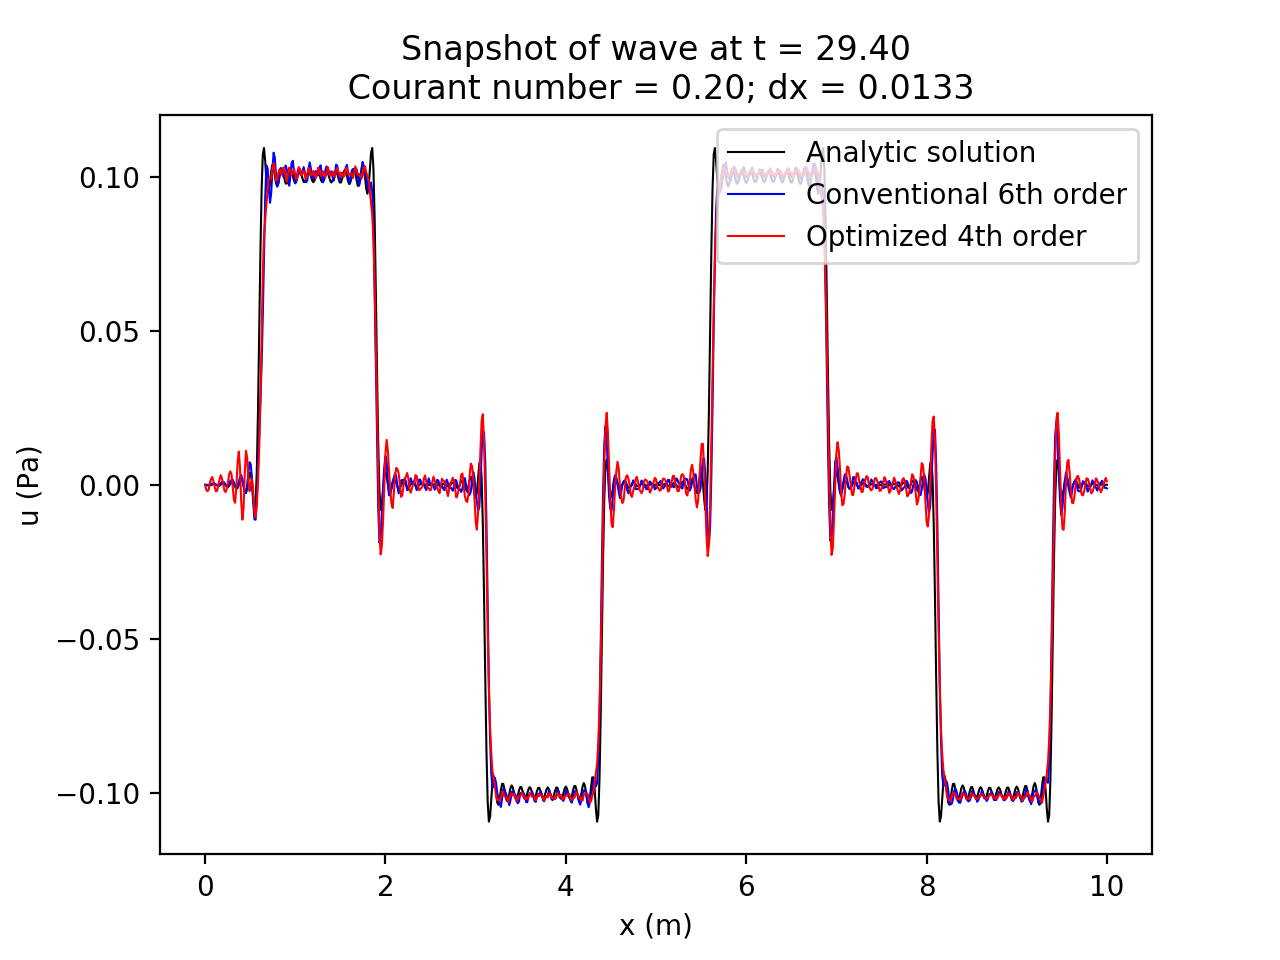 Snapshot of wave at t = 29.40
Courant number = 0.20; dx = 0.0133
Analytic solution
Conventional 6th order
Optimized 4th order
0.10
0.05
0.00
−0.05
−0.10
u (Pa)
0 2 4 6 8 10
x (m)